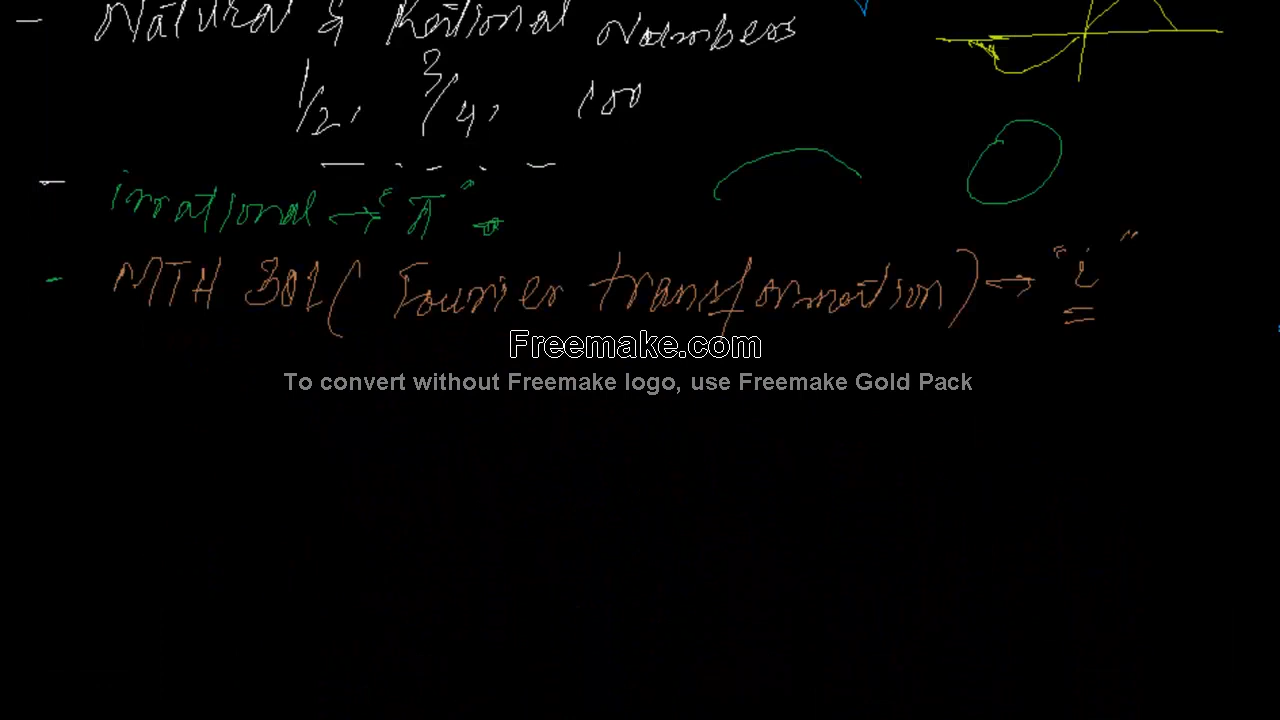 - Natural & Rational Numbers
1/2, 3/4, 100
- irrational → "π"
- MTH 301 ( Fourier transformation) → "i"
Freemake.com
To convert without Freemake logo, use Freemake Gold Pack